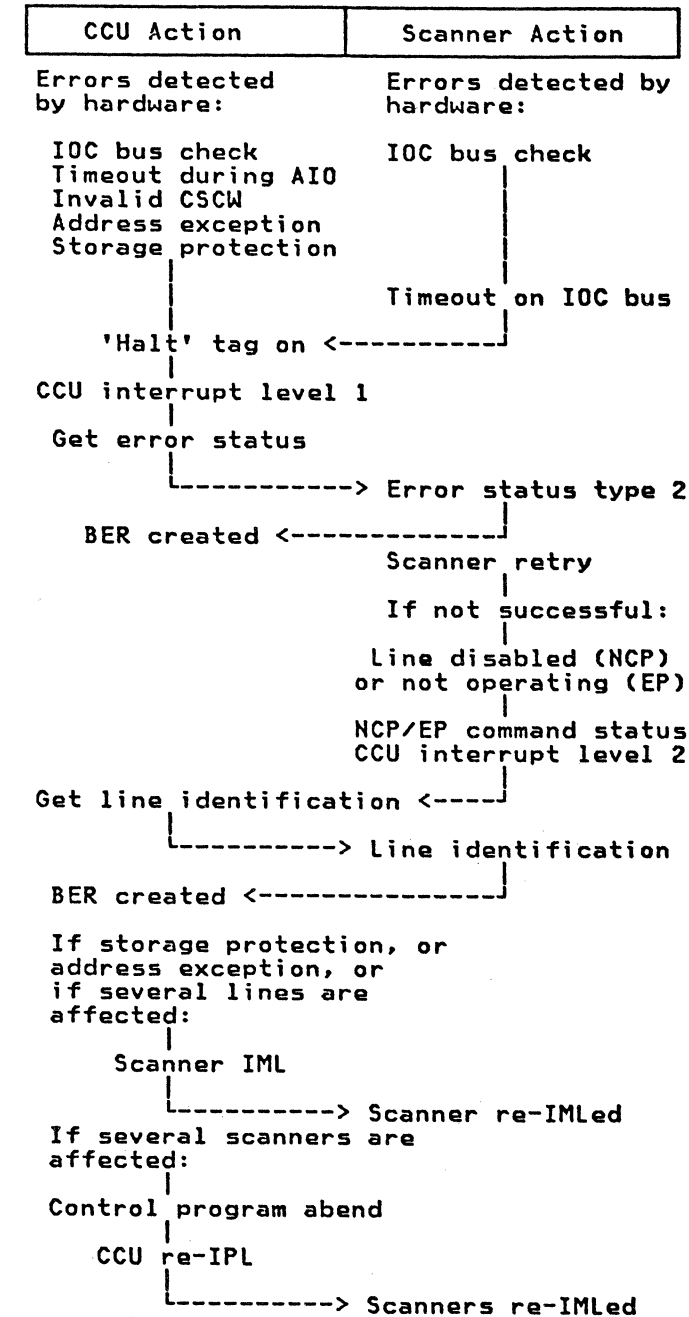 CCU Action Scanner Action
Errors detected Errors detected by
by hardware: hardware:
IOC bus check IOC bus check
Timeout during AIO
Invalid CSCW
Address exception
Storage protection
Timeout on IOC bus
'Halt' tag on <----------
CCU interrupt level 1
Get error status
------------> Error status type 2
BER created <-------------
Scanner retry
If not successful:
Line disabled (NCP)
or not operating (EP)
NCP/EP command status
CCU interrupt level 2
Get line identification <----
----------> Line identification
BER created <---------------
If storage protection, or
address exception, or
if several lines are
affected:
Scanner IML
----------> Scanner re-IMLed
If several scanners are
affected:
Control program abend
CCU re-IPL
----------> Scanners re-IMLed